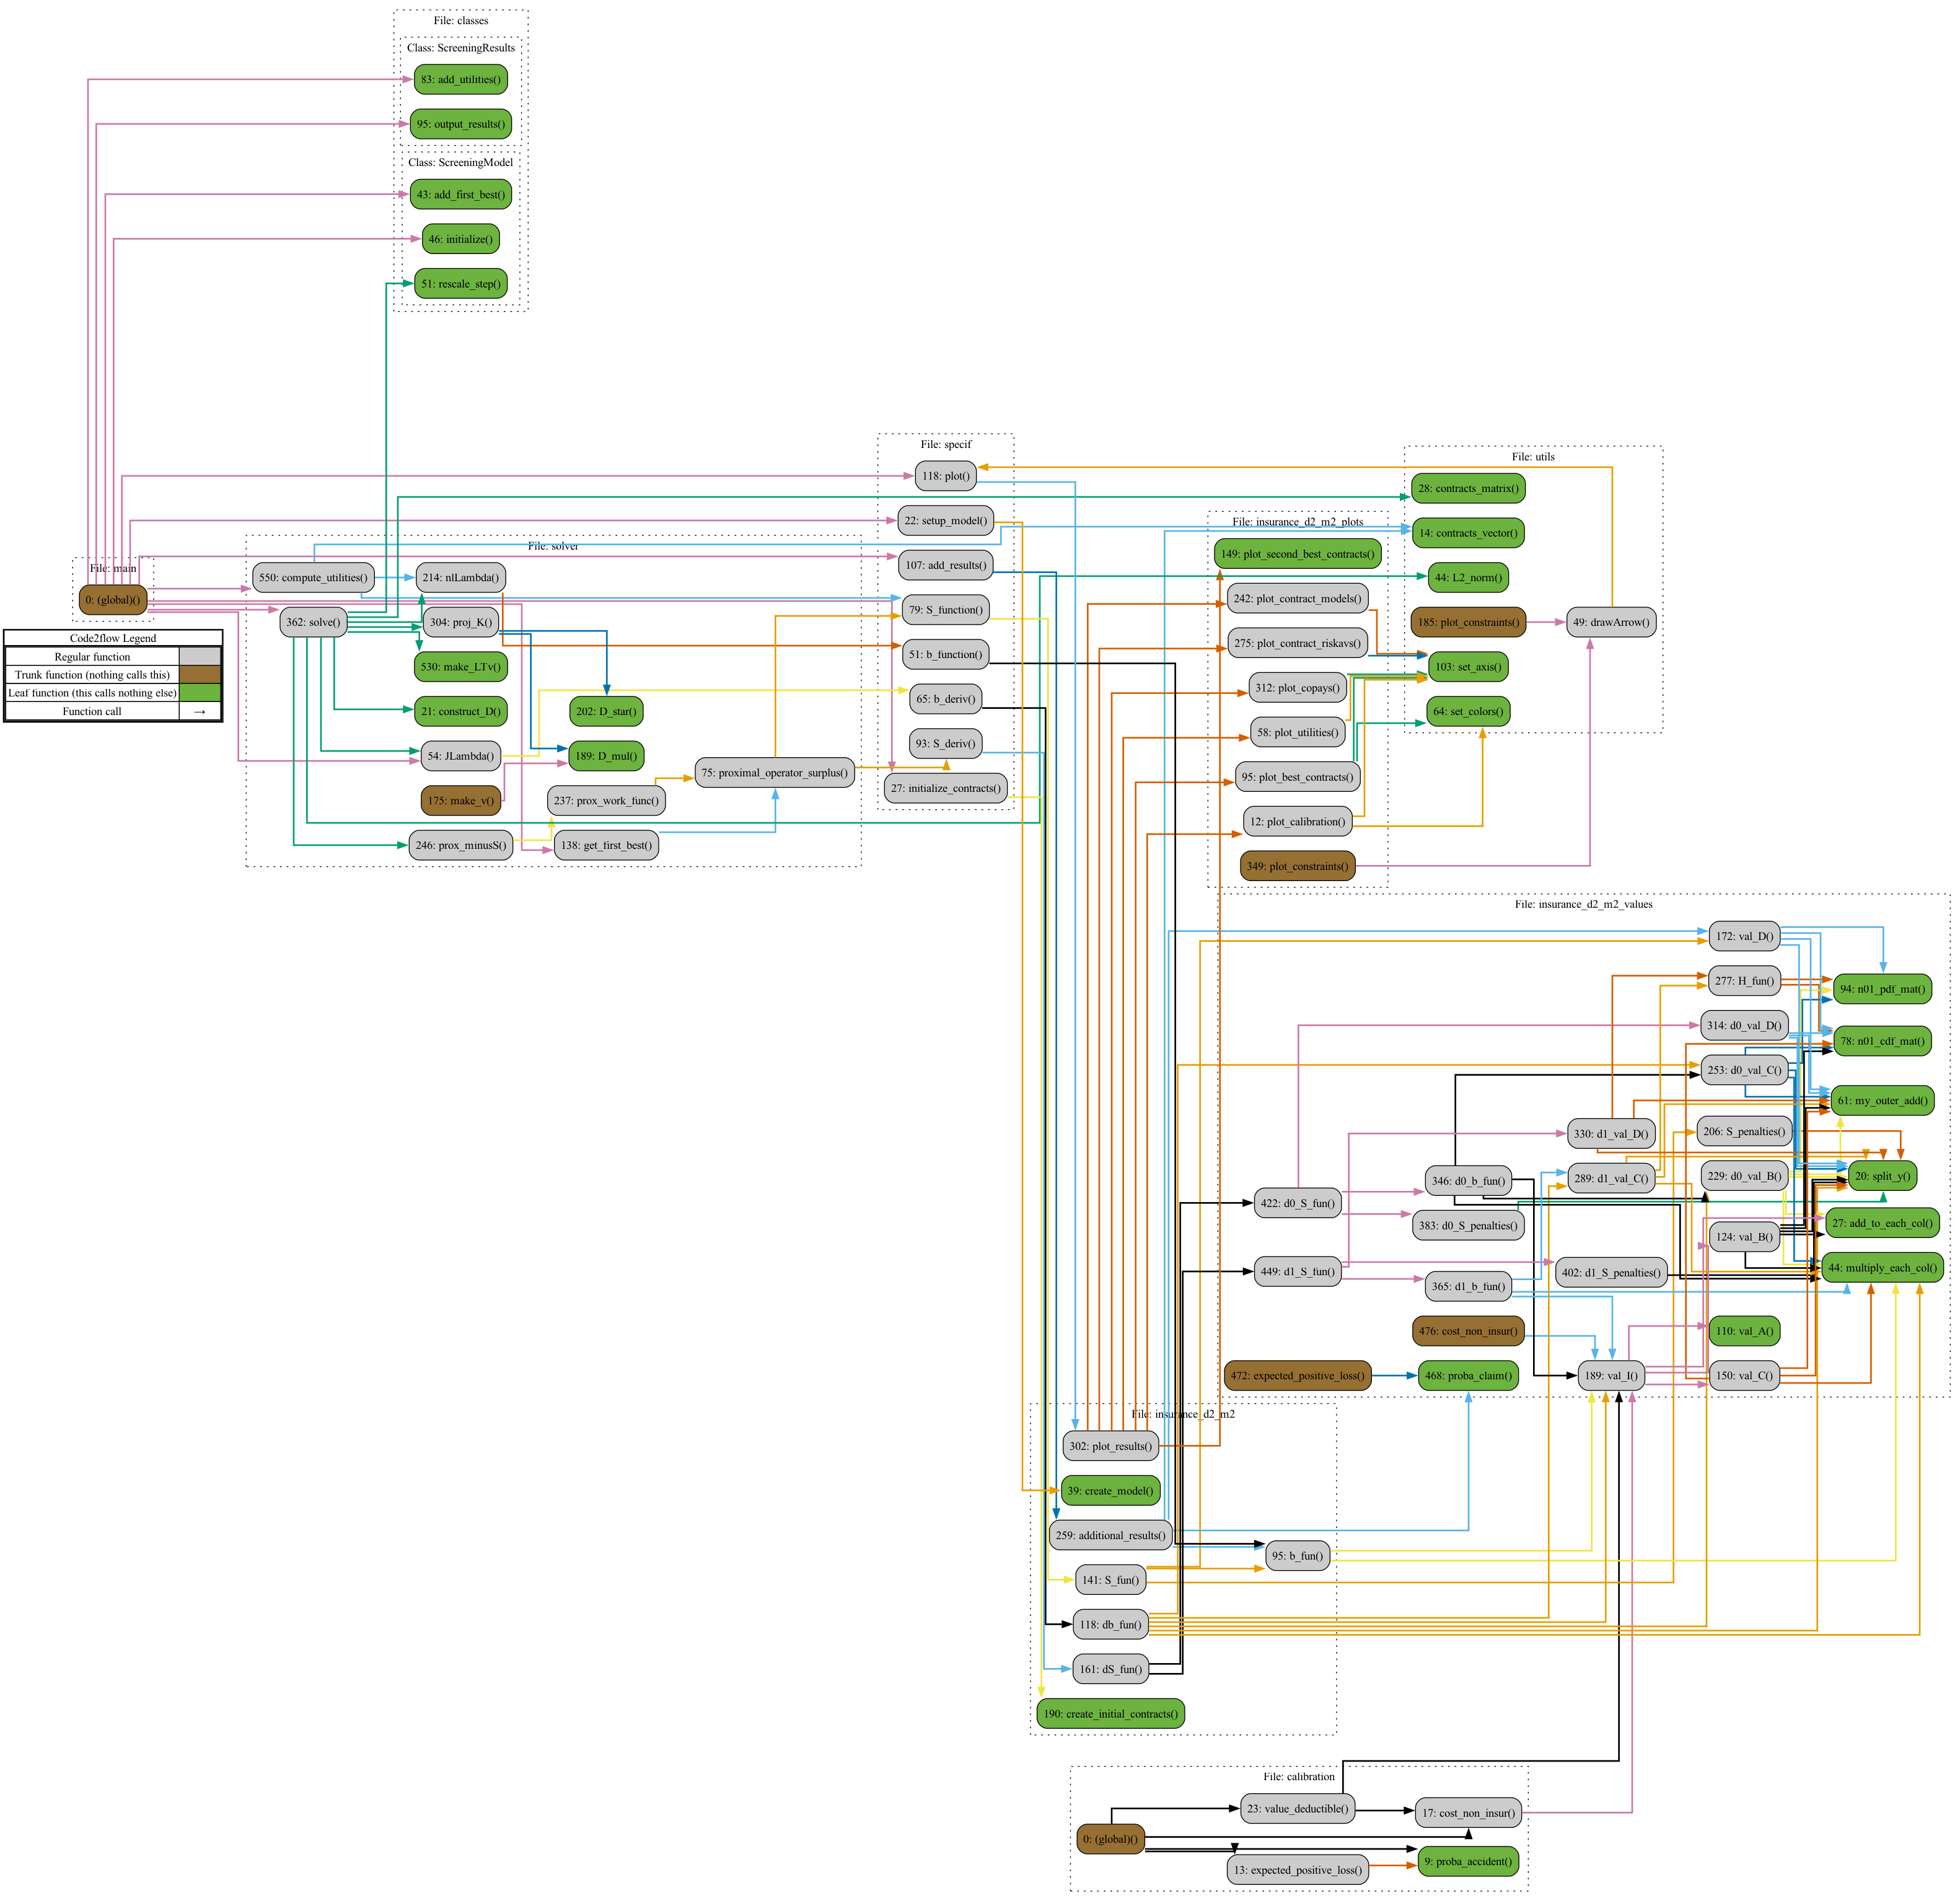 File: classes
Class: ScreeningResults
83: add_utilities()
95: output_results()
Class: ScreeningModel
43: add_first_best()
46: initialize()
51: rescale_step()
File: main
0: (global)()
Code2flow Legend
Regular function
Trunk function (nothing calls this)
Leaf function (this calls nothing else)
Function call →
File: solver
550: compute_utilities()
214: nlLambda()
362: solve()
304: proj_K()
530: make_LTv()
21: construct_D()
202: D_star()
54: JLambda()
189: D_mul()
75: proximal_operator_surplus()
175: make_v()
237: prox_work_func()
246: prox_minusS()
138: get_first_best()
File: specif
118: plot()
22: setup_model()
107: add_results()
79: S_function()
51: b_function()
65: b_deriv()
93: S_deriv()
27: initialize_contracts()
File: insurance_d2_m2_plots
149: plot_second_best_contracts()
242: plot_contract_models()
275: plot_contract_riskavs()
312: plot_copays()
58: plot_utilities()
95: plot_best_contracts()
12: plot_calibration()
349: plot_constraints()
File: utils
28: contracts_matrix()
14: contracts_vector()
44: L2_norm()
185: plot_constraints()
49: drawArrow()
103: set_axis()
64: set_colors()
File: insurance_d2_m2_values
172: val_D()
277: H_fun()
94: n01_pdf_mat()
314: d0_val_D()
78: n01_cdf_mat()
253: d0_val_C()
61: my_outer_add()
330: d1_val_D()
206: S_penalties()
346: d0_b_fun()
289: d1_val_C()
229: d0_val_B()
20: split_y()
422: d0_S_fun()
383: d0_S_penalties()
27: add_to_each_col()
124: val_B()
449: d1_S_fun()
402: d1_S_penalties()
44: multiply_each_col()
365: d1_b_fun()
476: cost_non_insur()
110: val_A()
472: expected_positive_loss()
468: proba_claim()
189: val_I()
150: val_C()
File: insurance_d2_m2
302: plot_results()
39: create_model()
259: additional_results()
95: b_fun()
141: S_fun()
118: db_fun()
161: dS_fun()
190: create_initial_contracts()
File: calibration
23: value_deductible()
17: cost_non_insur()
0: (global)()
13: expected_positive_loss()
9: proba_accident()